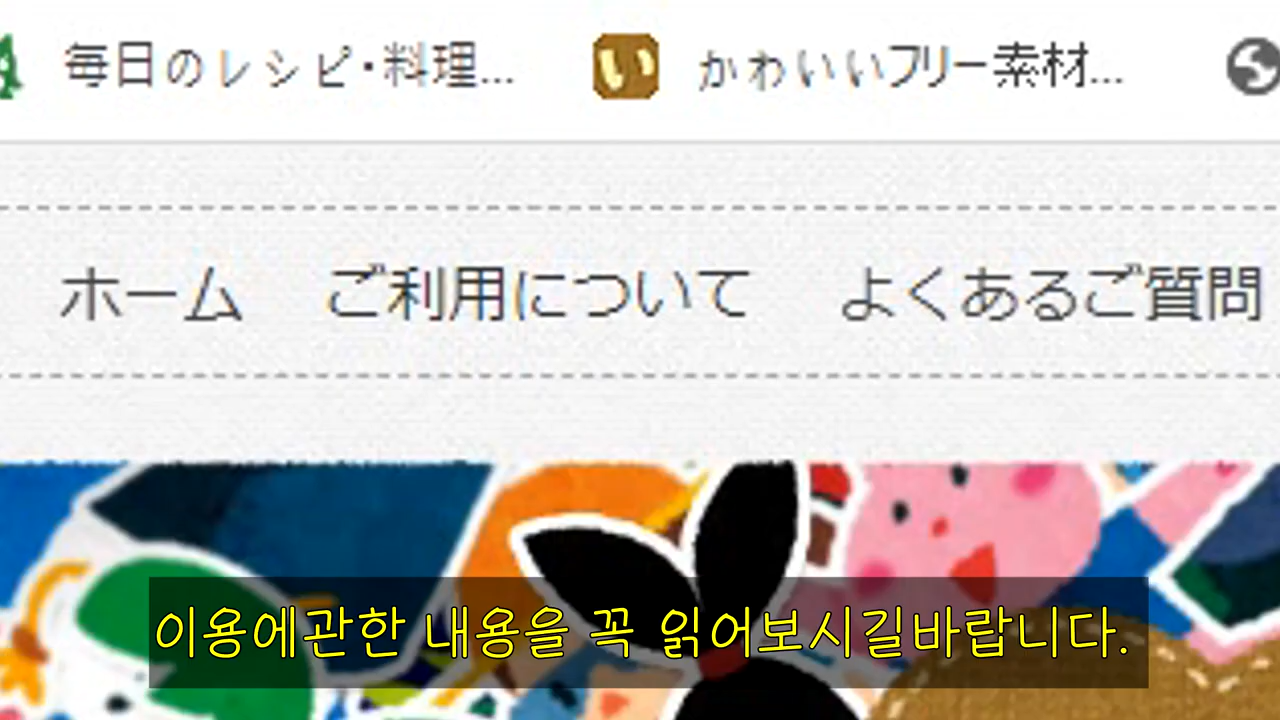 毎日のレシピ・料理... い かわいいフリー素材...
ホーム ご利用について よくあるご質問
이용에관한 내용을 꼭 읽어보시길바랍니다.